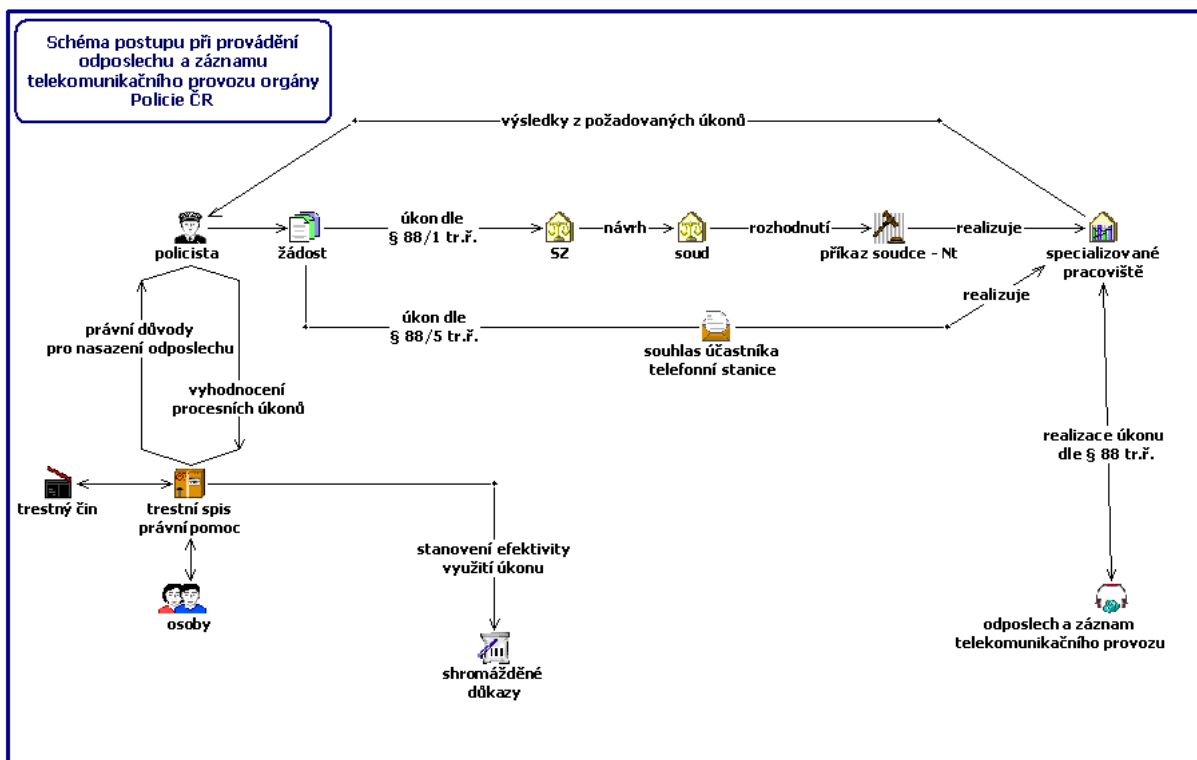 Schéma postupu při provádění
odposlechu a záznamu
telekomunikačního provozu orgány
Policie ČR
výsledky z požadovaných úkonů
policista
žádost
úkon dle
§ 88/1 tr.ř.
SZ
návrh
soud
rozhodnutí
příkaz soudce - Nt
realizuje
specializované
pracoviště
realizuje
úkon dle
§ 88/5 tr.ř.
souhlas účastníka
telefonní stanice
právní důvody
pro nasazení odposlechu
vyhodnocení
procesních úkonů
realizace úkonu
dle § 88 tr.ř.
trestný čin
trestní spis
právní pomoc
stanovení efektivity
využití úkonu
osoby
odposlech a záznam
telekomunikačního provozu
shromážděné
důkazy